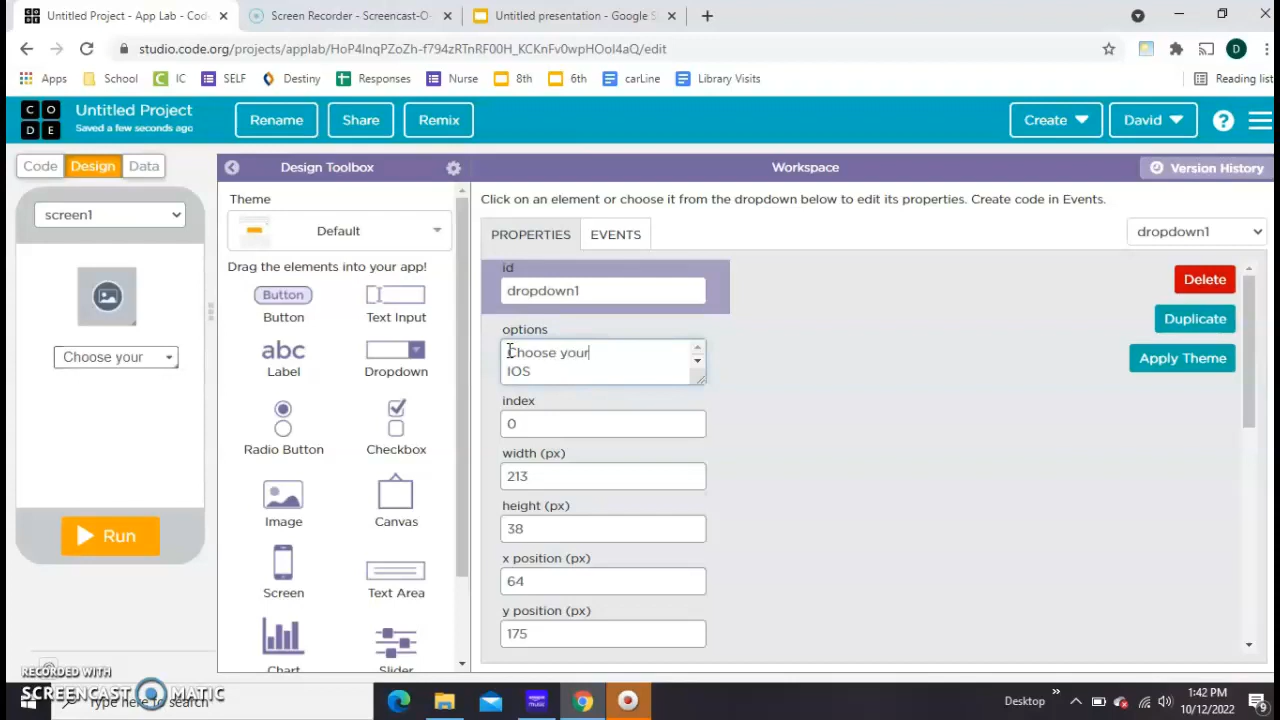 Untitled Project - App Lab - Cod
Screen Recorder - Screencast-O-
Untitled presentation - Google S
studio.code.org/projects/applab/HoP4InqPZoZh-f794zRTnRF00H_KCKnFv0wpHOol4aQ/edit
D
Apps
School
IC
SELF
Destiny
Responses
Nurse
8th
6th
carLine
Library Visits
Reading list
C O
D E
Untitled Project
Saved a few seconds ago
Rename
Share
Remix
Create
David
?
Code
Design
Data
Design Toolbox
Workspace
Version History
screen1
Choose your
Run
Theme
Default
Drag the elements into your app!
Button
Button
Text Input
abc
Label
Dropdown
Radio Button
Checkbox
Image
Canvas
Screen
Text Area
Chart
Slider
Click on an element or choose it from the dropdown below to edit its properties. Create code in Events.
PROPERTIES
EVENTS
dropdown1
id
dropdown1
options
Choose your
IOS
index
0
width (px)
213
height (px)
38
x position (px)
64
y position (px)
175
Delete
Duplicate
Apply Theme
RECORDED WITH
SCREENCAST MATIC
Type here to search
music
Desktop
1:42 PM
10/12/2022
9